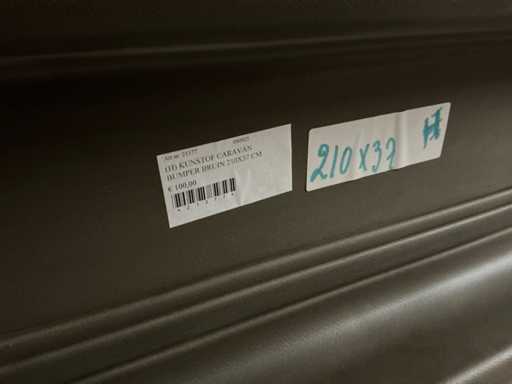 (H) KUNSTOF CARAVAN
BUMPER BRUIN 210X37 CM
€ 100,00
210 x 37
H